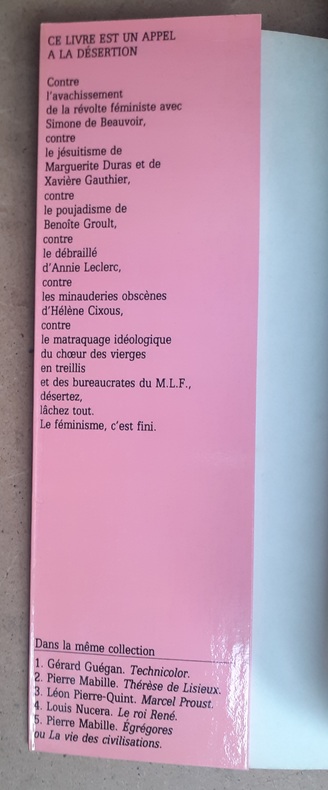 CE LIVRE EST UN APPEL
A LA DÉSERTION
Contre
l'avachissement
de la révolte féministe avec
Simone de Beauvoir,
contre
le jésuitisme de
Marguerite Duras et de
Xavière Gauthier,
contre
le poujadisme de
Benoîte Groult,
contre
le débraillé
d'Annie Leclerc,
contre
les minauderies obscènes
d'Hélène Cixous,
contre
le matraquage idéologique
du chœur des vierges
en treillis
et des bureaucrates du M.L.F.,
désertez,
lâchez tout.
Le féminisme, c'est fini.
Dans la même collection
1. Gérard Guégan. Technicolor.
2. Pierre Mabille. Thérèse de Lisieux.
3. Léon Pierre-Quint. Marcel Proust.
4. Louis Nucera. Le roi René.
5. Pierre Mabille. Égrégores
ou La vie des civilisations.